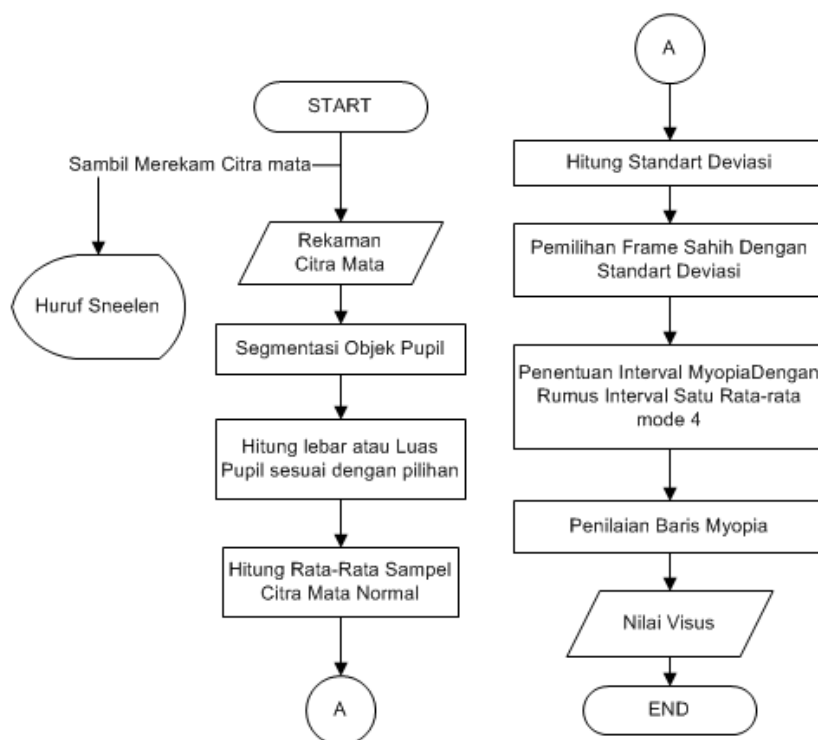 START
Sambil Merekam Citra mata
Huruf Sneelen
Rekaman
Citra Mata
Segmentasi Objek Pupil
Hitung lebar atau Luas
Pupil sesuai dengan pilihan
Hitung Rata-Rata Sampel
Citra Mata Normal
A
A
Hitung Standart Deviasi
Pemilihan Frame Sahih Dengan
Standart Deviasi
Penentuan Interval MyopiaDengan
Rumus Interval Satu Rata-rata
mode 4
Penilaian Baris Myopia
Nilai Visus
END